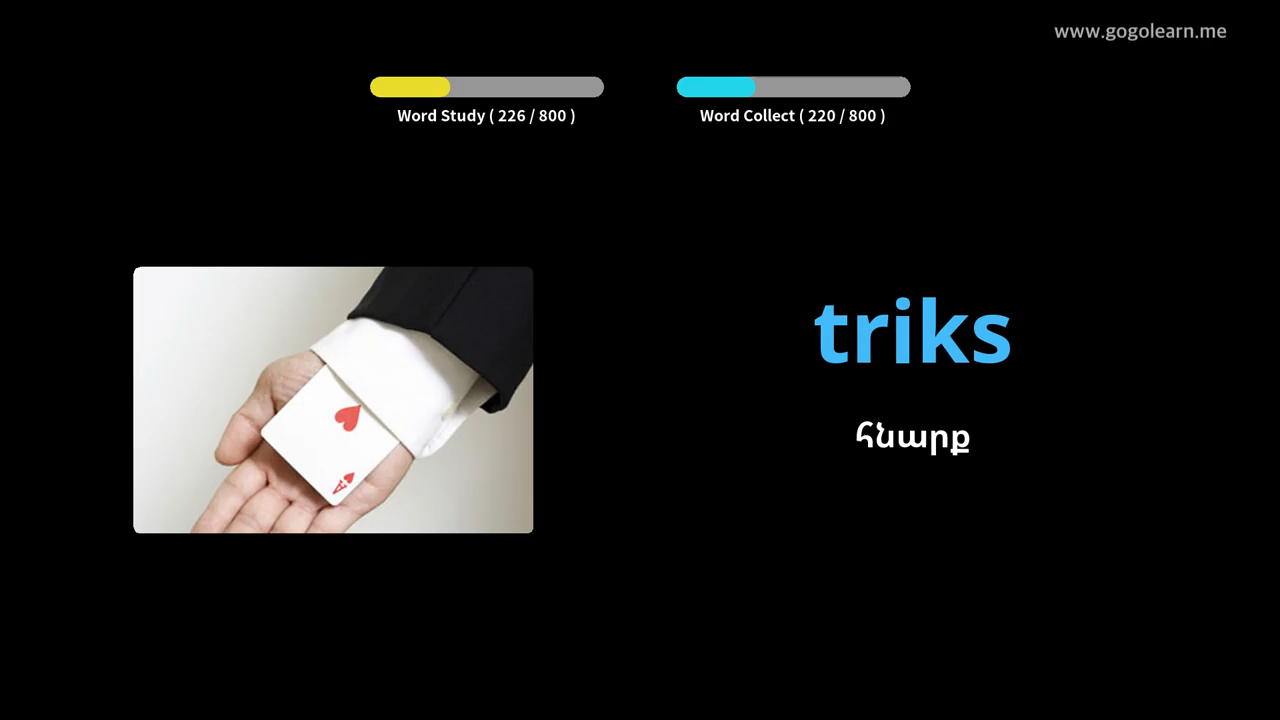 www.gogolearn.me
Word Study ( 226 / 800 )
Word Collect ( 220 / 800 )
triks
հնարք
A